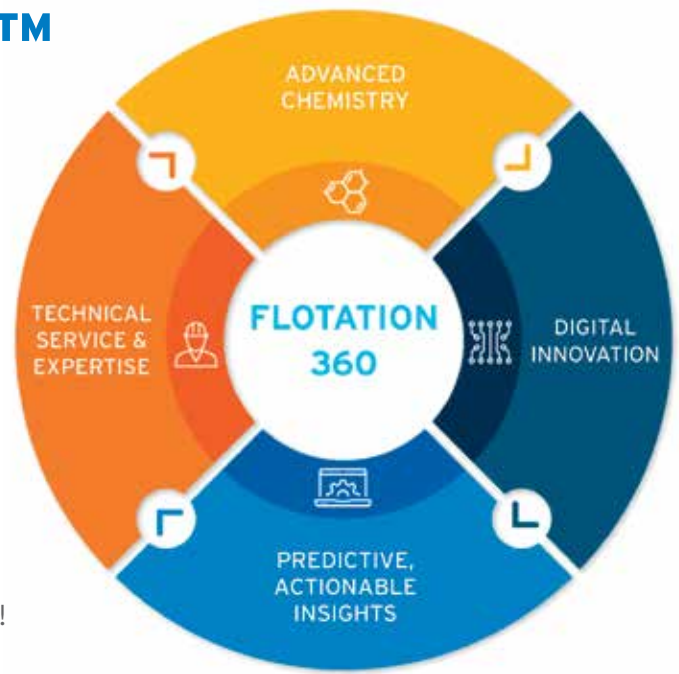 TM
ADVANCED
CHEMISTRY
TECHNICAL
SERVICE &
EXPERTISE
FLOTATION
360
DIGITAL
INNOVATION
PREDICTIVE,
ACTIONABLE
INSIGHTS
!